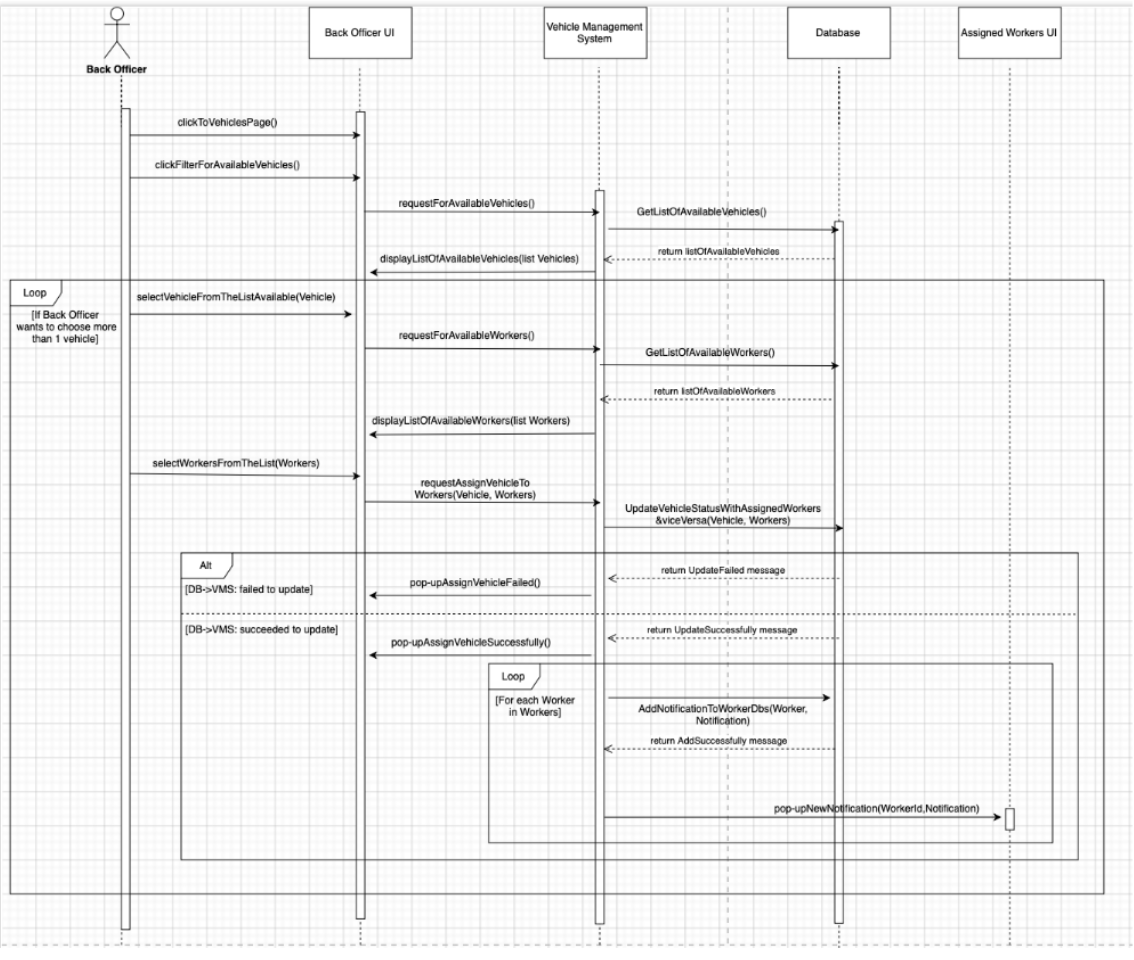 Back Officer UI
Vehicle Management
System
Database
Assigned Workers UI
Back Officer
clickToVehiclesPage()
clickFilterForAvailableVehicles()
requestForAvailableVehicles()
GetListOfAvailableVehicles()
return listOfAvailableVehicles
displayListOfAvailableVehicles(list Vehicles)
Loop
[If Back Officer
wants to choose more
than 1 vehicle]
selectVehicleFromTheListAvailable(Vehicle)
requestForAvailableWorkers()
GetListOfAvailableWorkers()
return listOfAvailableWorkers
displayListOfAvailableWorkers(list Workers)
selectWorkersFromTheList(Workers)
requestAssignVehicleTo
Workers(Vehicle, Workers)
UpdateVehicleStatusWithAssignedWorkers
&viceVersa(Vehicle, Workers)
Alt
[DB->VMS: failed to update]
return UpdateFailed message
pop-upAssignVehicleFailed()
[DB->VMS: succeeded to update]
return UpdateSuccessfully message
pop-upAssignVehicleSuccessfully()
Loop
[For each Worker
in Workers]
AddNotificationToWorkerDbs(Worker,
Notification)
return AddSuccessfully message
pop-upNewNotification(WorkerId,Notification)